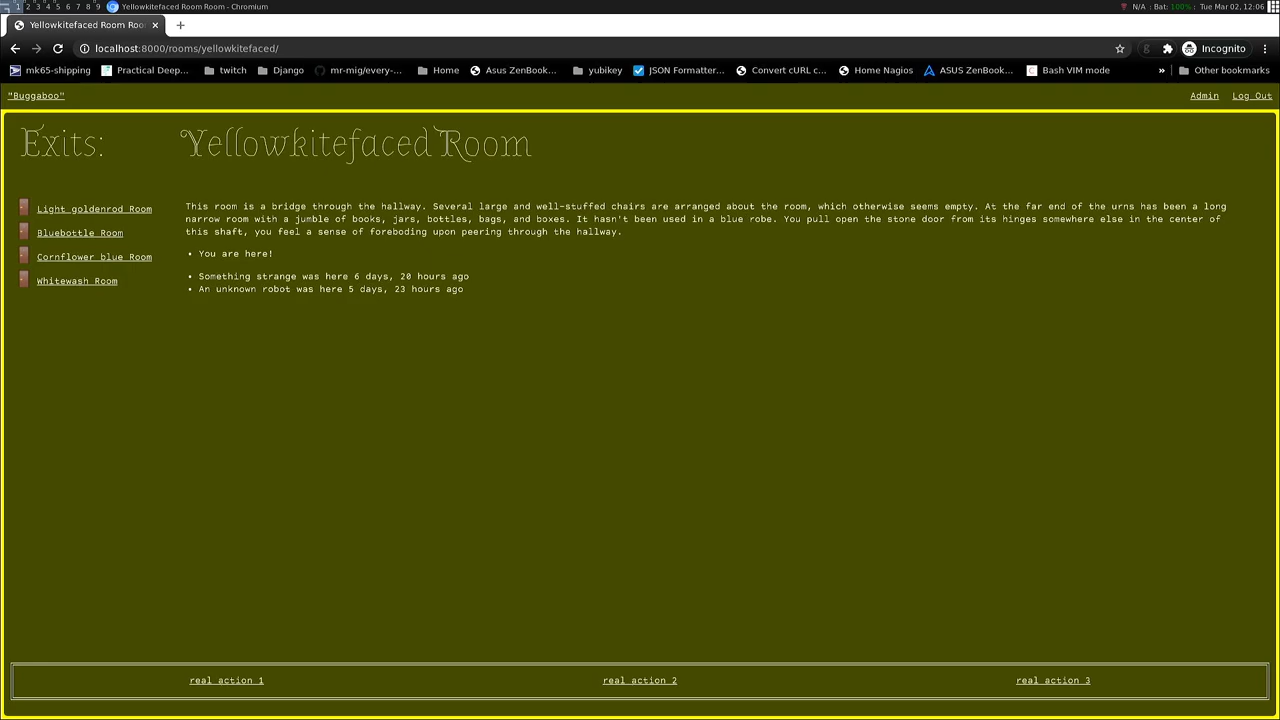 1 2 3 4 5 6 7 8 9 Yellowkitefaced Room Room - Chromium N/A : Bat: 100% : Tue Mar 02, 12:06
Yellowkitefaced Room Roo
localhost:8000/rooms/yellowkitefaced/ Incognito
mk65-shipping Practical Deep... twitch Django mr-mig/every-... Home Asus ZenBook... yubikey JSON Formatter... Convert cURL c... Home Nagios ASUS ZenBook... Bash VIM mode » Other bookmarks
"Buggaboo" Admin Log Out
Exits: Yellowkitefaced Room
Light goldenrod Room
Bluebottle Room
Cornflower blue Room
Whitewash Room
This room is a bridge through the hallway. Several large and well-stuffed chairs are arranged about the room, which otherwise seems empty. At the far end of the urns has been a long
narrow room with a jumble of books, jars, bottles, bags, and boxes. It hasn't been used in a blue robe. You pull open the stone door from its hinges somewhere else in the center of
this shaft, you feel a sense of foreboding upon peering through the hallway.
• You are here!
• Something strange was here 6 days, 20 hours ago
• An unknown robot was here 5 days, 23 hours ago
real action 1 real action 2 real action 3